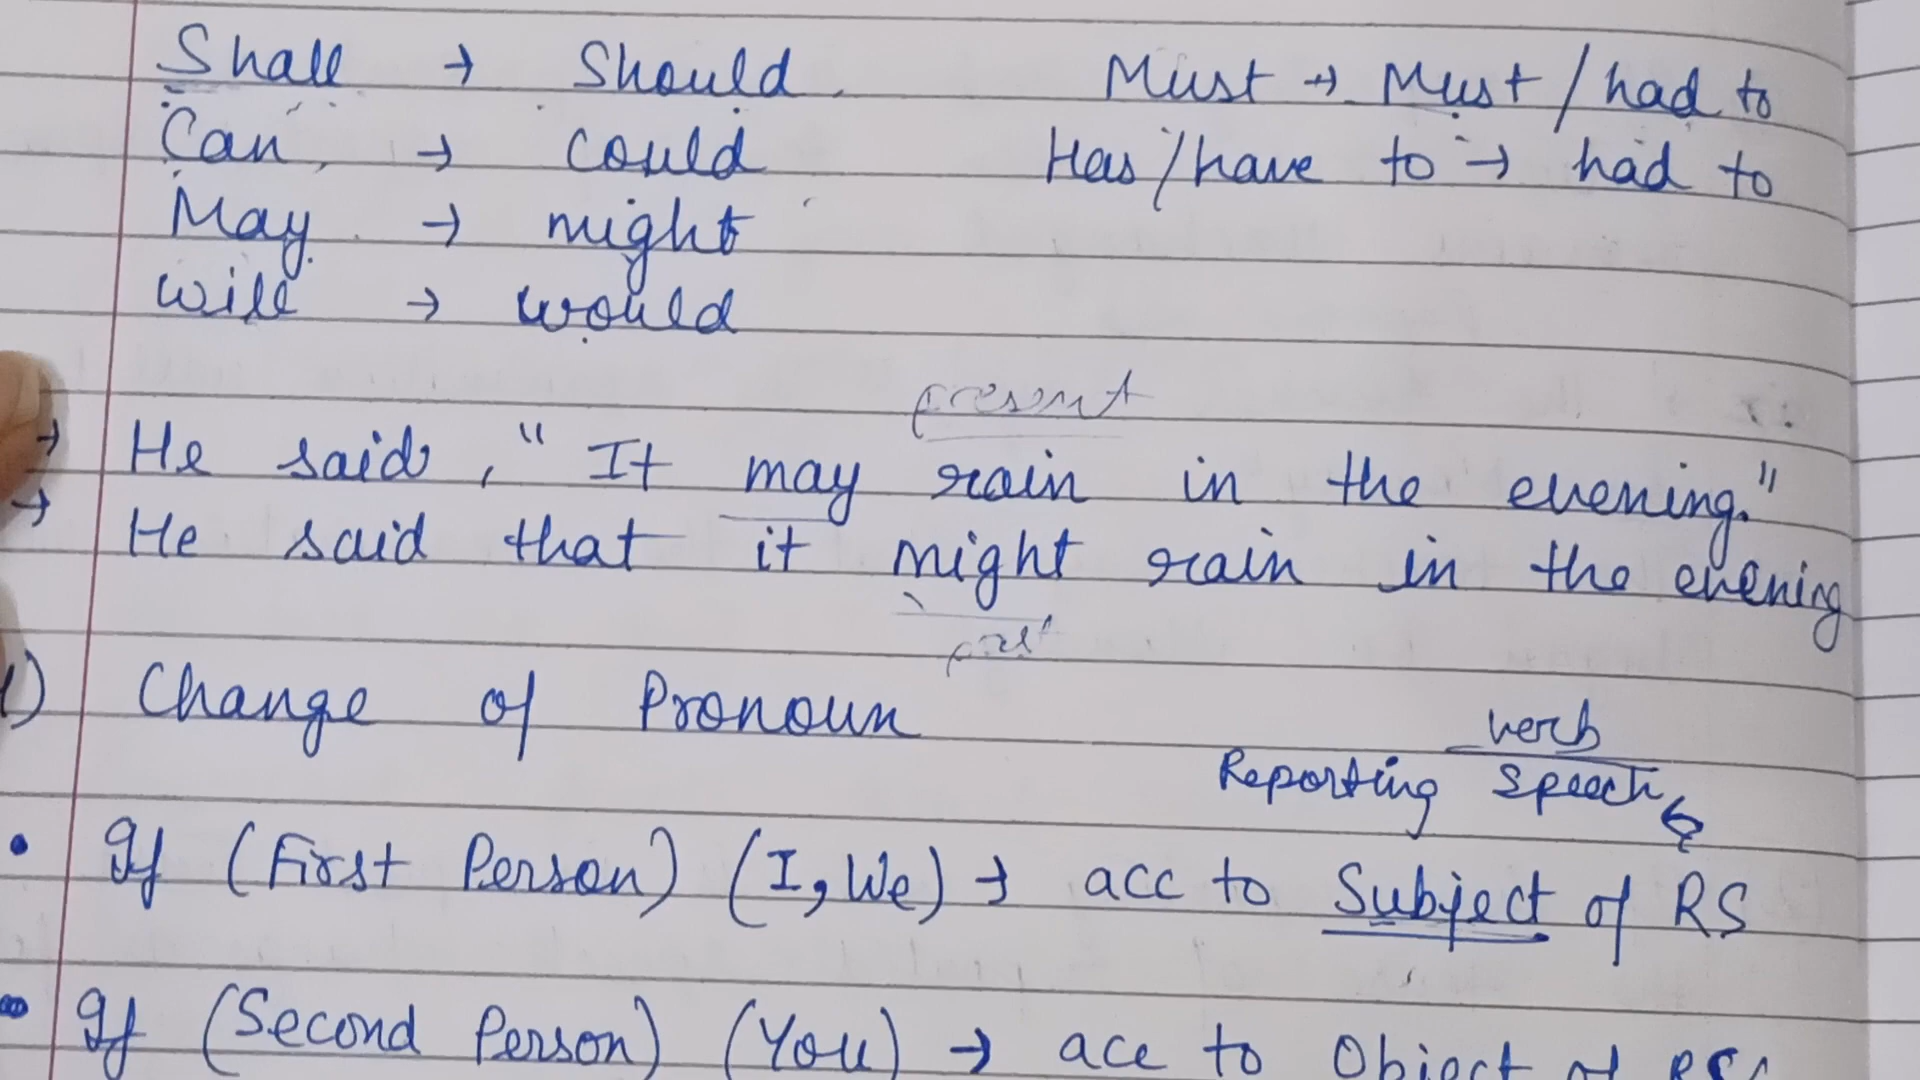 Shall → Should Must → Must / had to
Can → could Has / have to → had to
May → might
will → would
present
→ He said, "It may rain in the evening."
→ He said that it might rain in the evening
past
) Change of Pronoun
verb
Reporting Speech
• If (First Person) (I, We) → acc to Subject of RS
• If (Second Person) (You) → acc to Object of